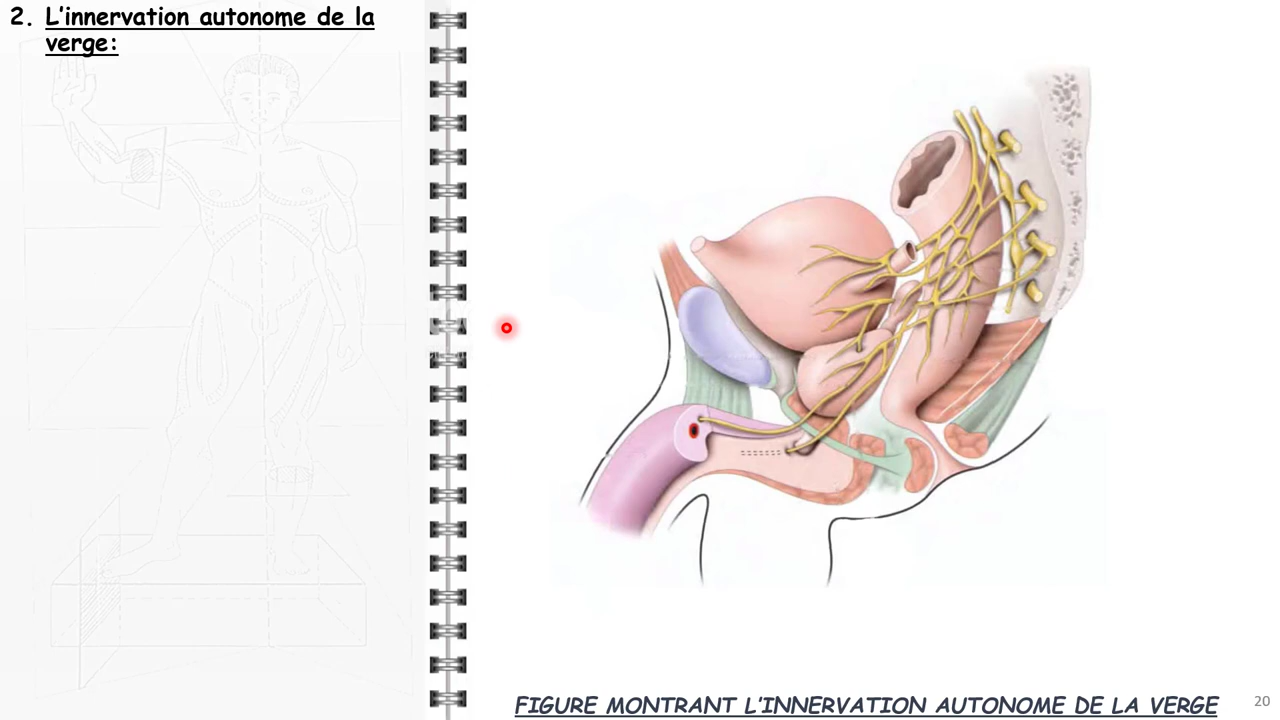 2. L'innervation autonome de la
verge:
FIGURE MONTRANT L'INNERVATION AUTONOME DE LA VERGE
20